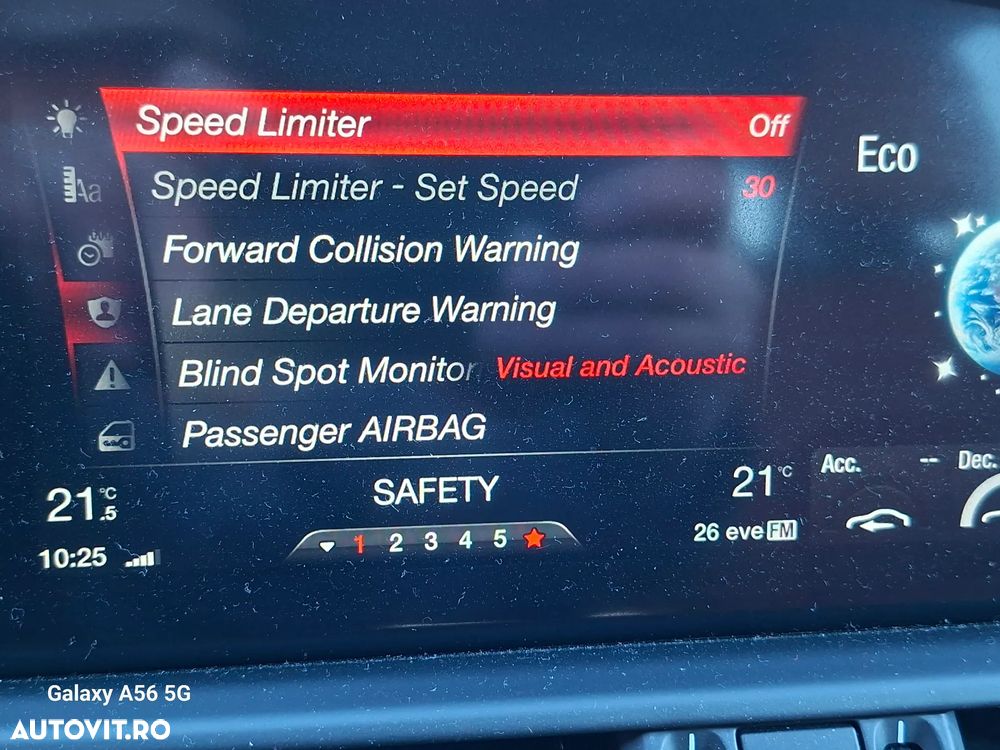 Speed Limiter Off
Speed Limiter - Set Speed 30
Forward Collision Warning
Lane Departure Warning
Blind Spot Monitor Visual and Acoustic
Passenger AIRBAG
SAFETY
Eco
Aa
21.5 °C
10:25
1 2 3 4 5
21 °C
26 eve FM
Acc. -- Dec.
Galaxy A56 5G
AUTOVIT.RO